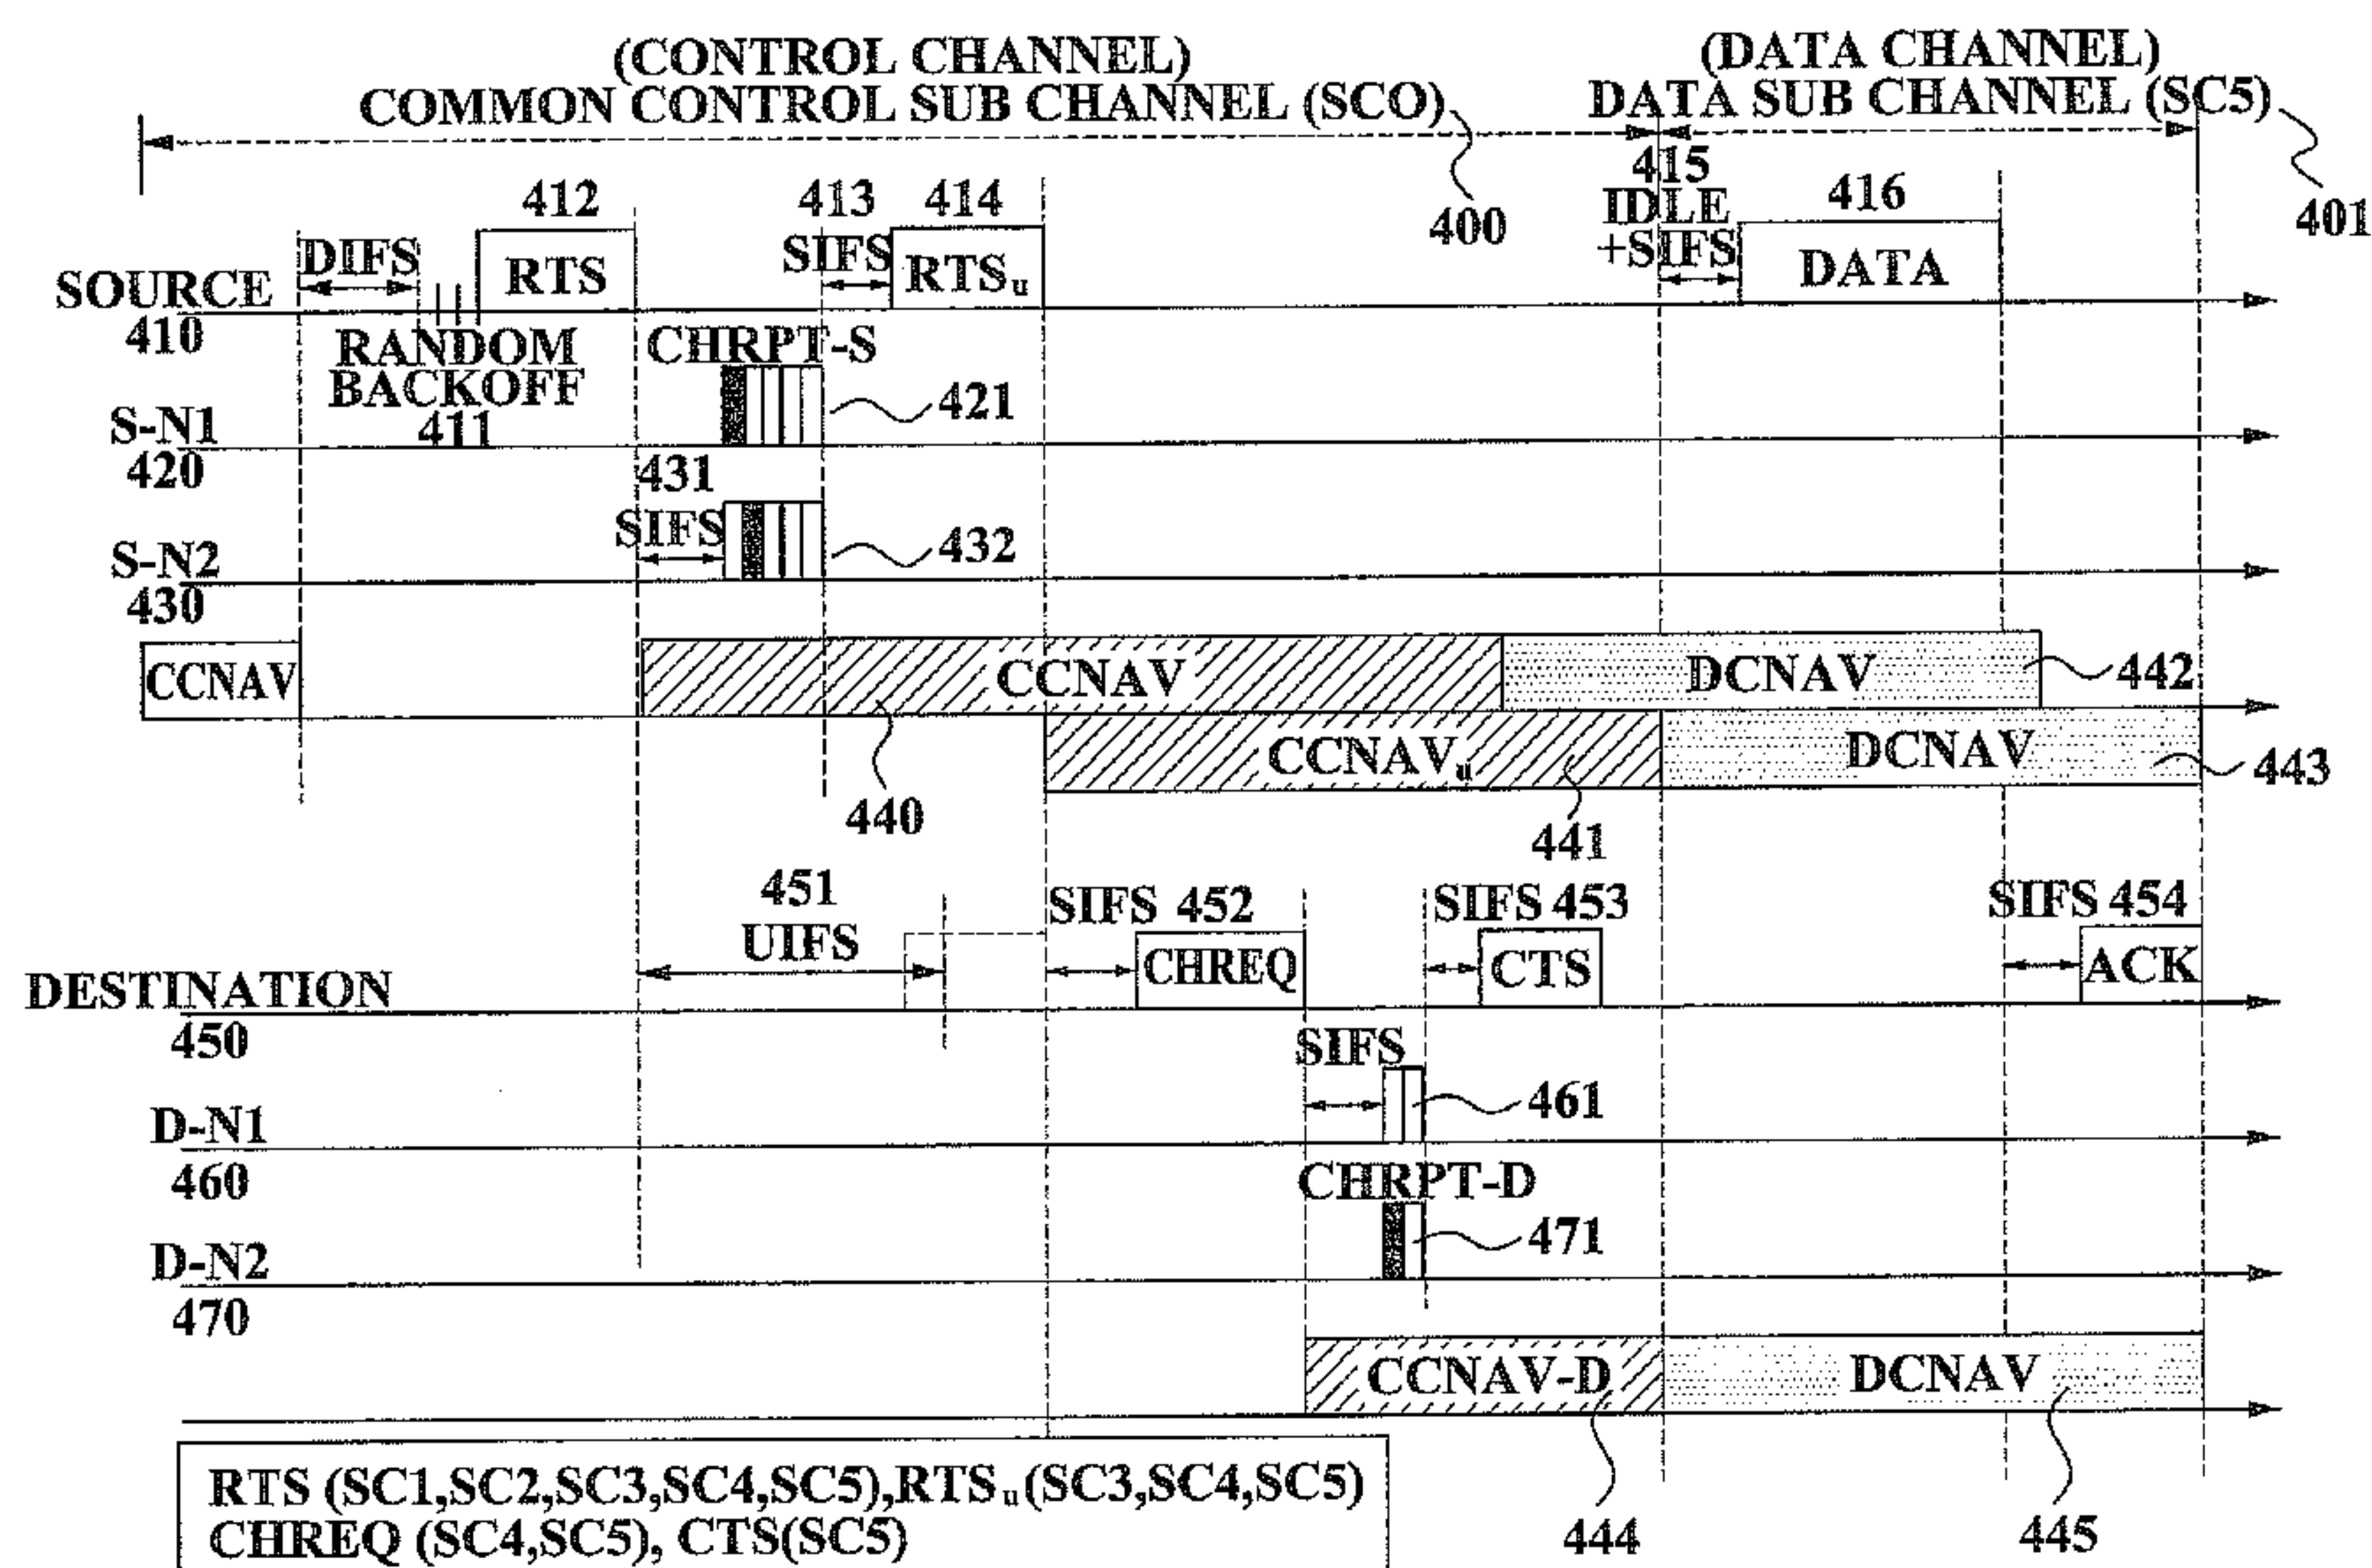 (CONTROL CHANNEL)
COMMON CONTROL SUB CHANNEL (SCO)
(DATA CHANNEL)
DATA SUB CHANNEL (SC5)
400
401
412
413
414
415
IDLE
+SIFS
416
DIFS
RTS
SIFS
RTSu
DATA
SOURCE
410
RANDOM
BACKOFF
411
CHRPT-S
421
S-N1
420
431
SIFS
432
S-N2
430
CCNAV
CCNAV
DCNAV
442
CCNAVu
DCNAV
443
440
441
451
UIFS
SIFS 452
SIFS 453
SIFS 454
CHREQ
CTS
ACK
DESTINATION
450
SIFS
461
D-N1
460
CHRPT-D
471
D-N2
470
CCNAV-D
DCNAV
444
445
RTS (SC1,SC2,SC3,SC4,SC5),RTSu(SC3,SC4,SC5)
CHREQ (SC4,SC5), CTS(SC5)